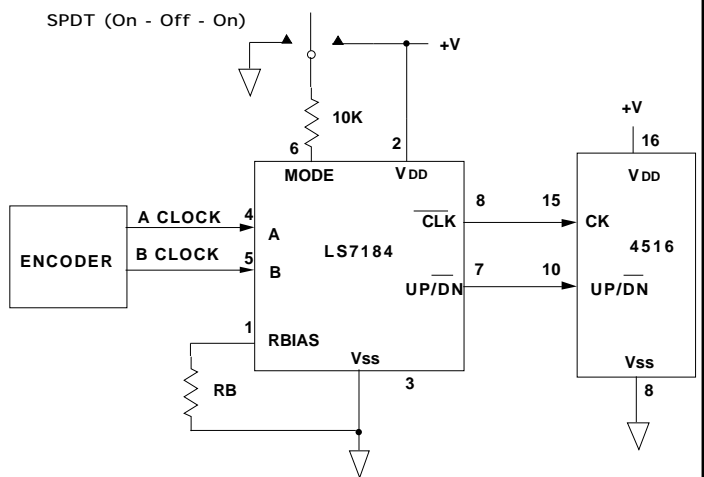 SPDT (On - Off - On)
+V
10K
6
2
MODE
VDD
+V
16
VDD
ENCODER
A CLOCK
4
A
B CLOCK
5
B
LS7184
CLK
8
15
CK
4516
UP/DN
7
10
UP/DN
1
RBIAS
RB
Vss
3
Vss
8